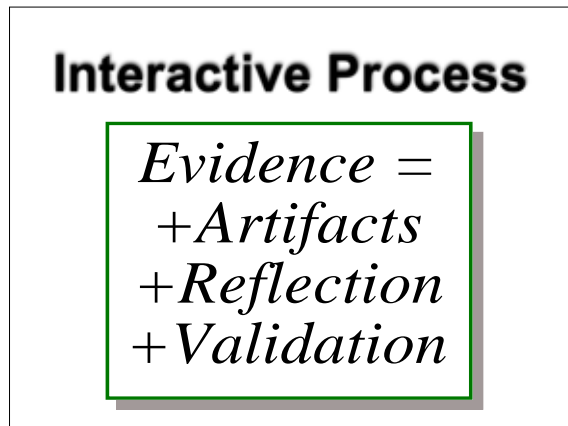 Interactive Process
Evidence =
+Artifacts
+Reflection
+Validation